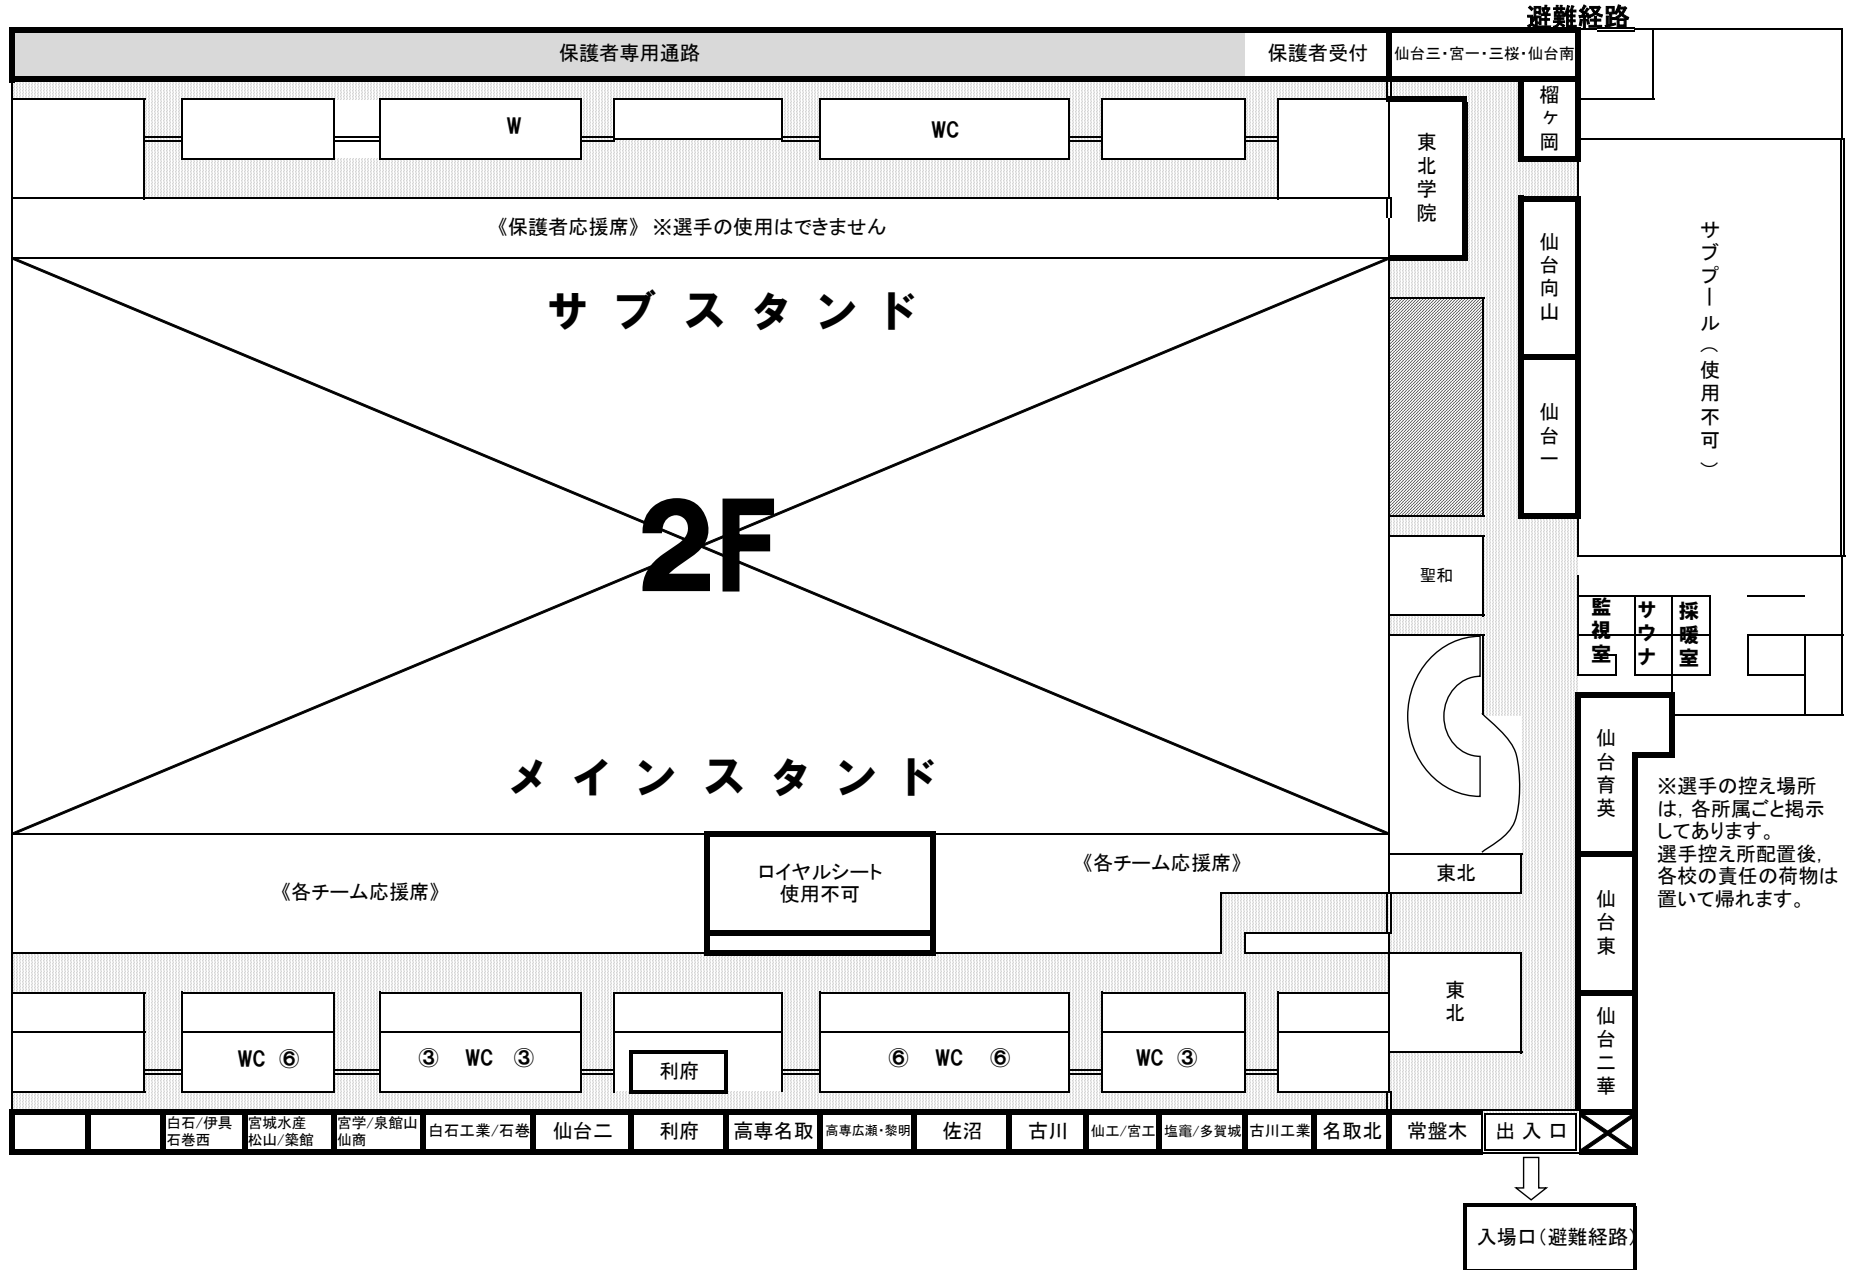 避難経路
保護者専用通路
保護者受付
仙台三・宮一・三桜・仙台南
榴ヶ岡
W
WC
東北学院
《保護者応援席》 ※選手の使用はできません
仙台向山
サブプール（使用不可）
サブスタンド
仙台一
2F
聖和
監視室
サウナ
採暖室
仙台育英
メインスタンド
※選手の控え場所
は，各所属ごと掲示
してあります。
選手控え所配置後，
各校の責任の荷物は
置いて帰れます。
ロイヤルシート
使用不可
《各チーム応援席》
《各チーム応援席》
東北
仙台東
東北
仙台二華
WC ⑥
③ WC ③
利府
⑥ WC ⑥
WC ③
白石/伊具
石巻西
宮城水産
松山/築館
宮学/泉館山
仙商
白石工業/石巻
仙台二
利府
高専名取
高専広瀬・黎明
佐沼
古川
仙工/宮工
塩竈/多賀城
古川工業
名取北
常盤木
出入口
入場口（避難経路）